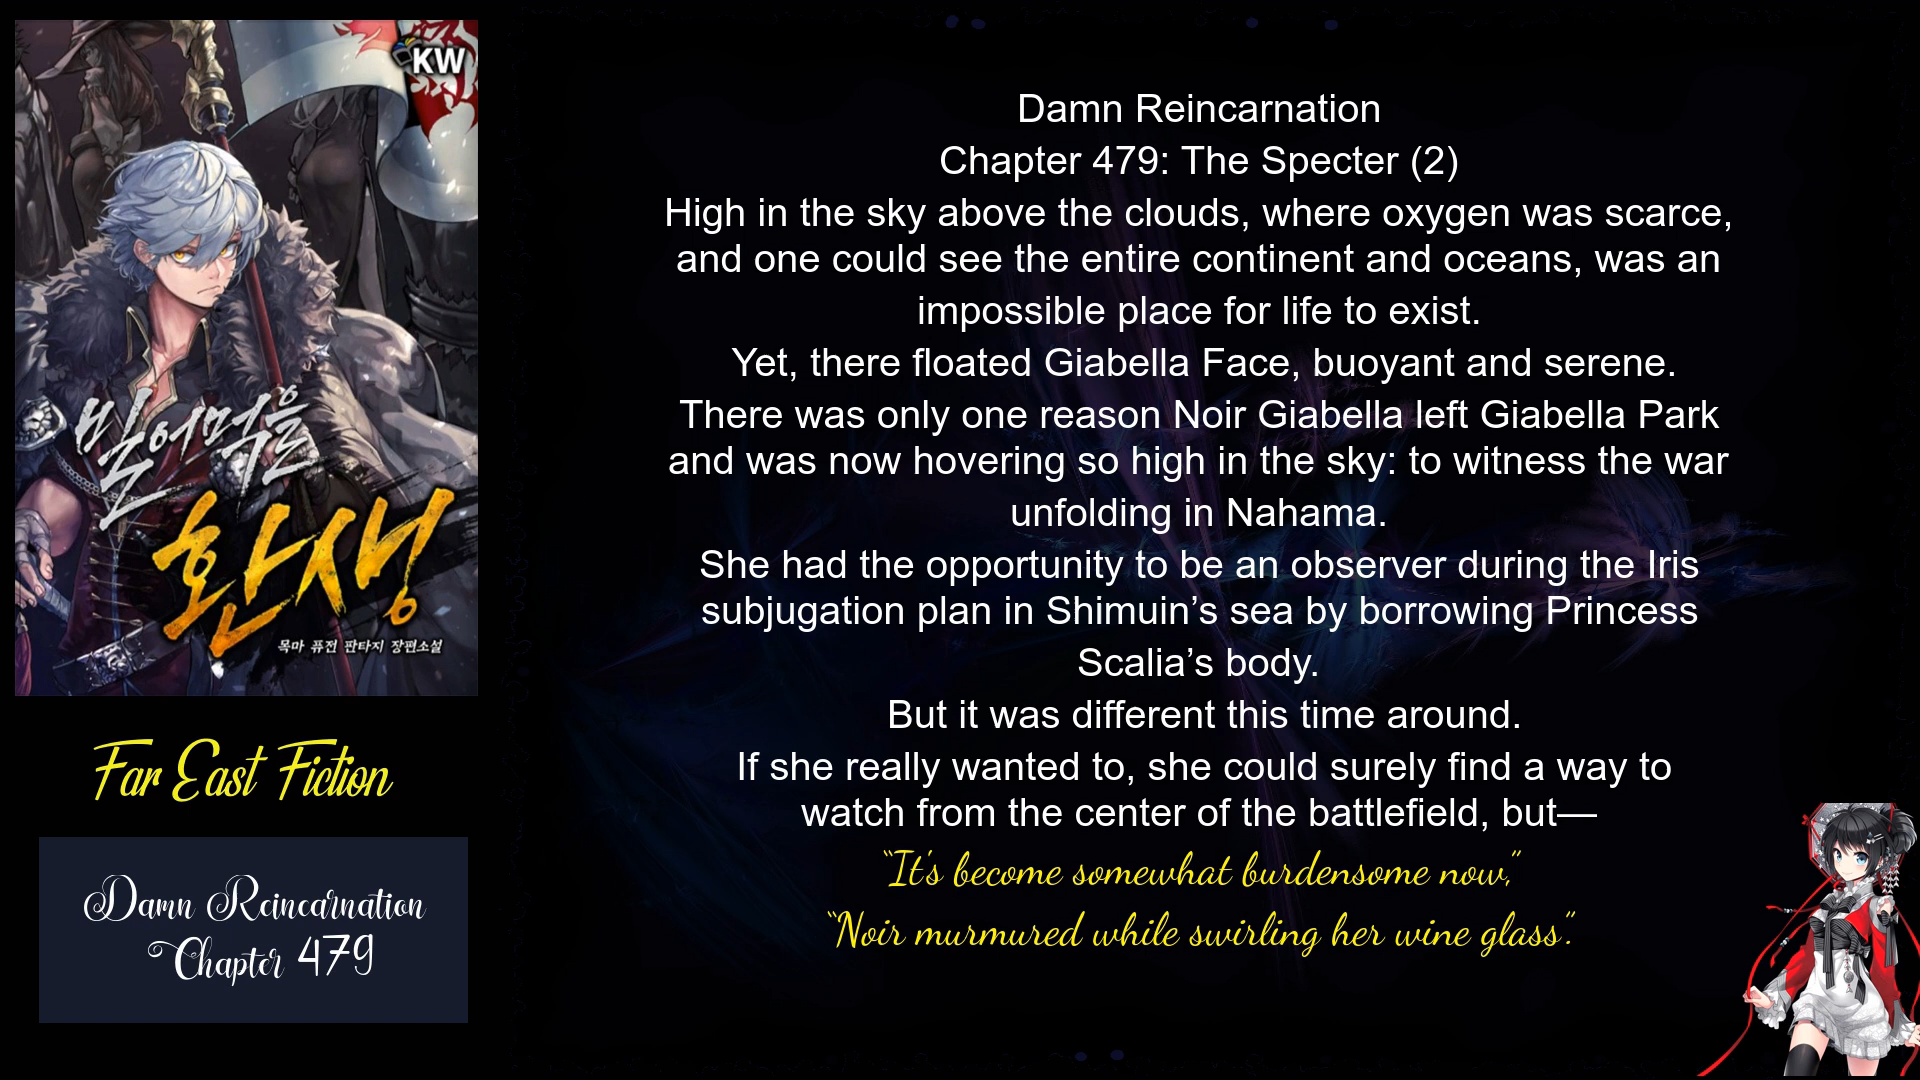 KW
빌어먹을
환생
목마 퓨전 판타지 장편소설
Far East Fiction
Damn Reincarnation
Chapter 479
Damn Reincarnation
Chapter 479: The Specter (2)
High in the sky above the clouds, where oxygen was scarce,
and one could see the entire continent and oceans, was an
impossible place for life to exist.
Yet, there floated Giabella Face, buoyant and serene.
There was only one reason Noir Giabella left Giabella Park
and was now hovering so high in the sky: to witness the war
unfolding in Nahama.
She had the opportunity to be an observer during the Iris
subjugation plan in Shimuin’s sea by borrowing Princess
Scalia’s body.
But it was different this time around.
If she really wanted to, she could surely find a way to
watch from the center of the battlefield, but—
“It's become somewhat burdensome now,”
“Noir murmured while swirling her wine glass”.